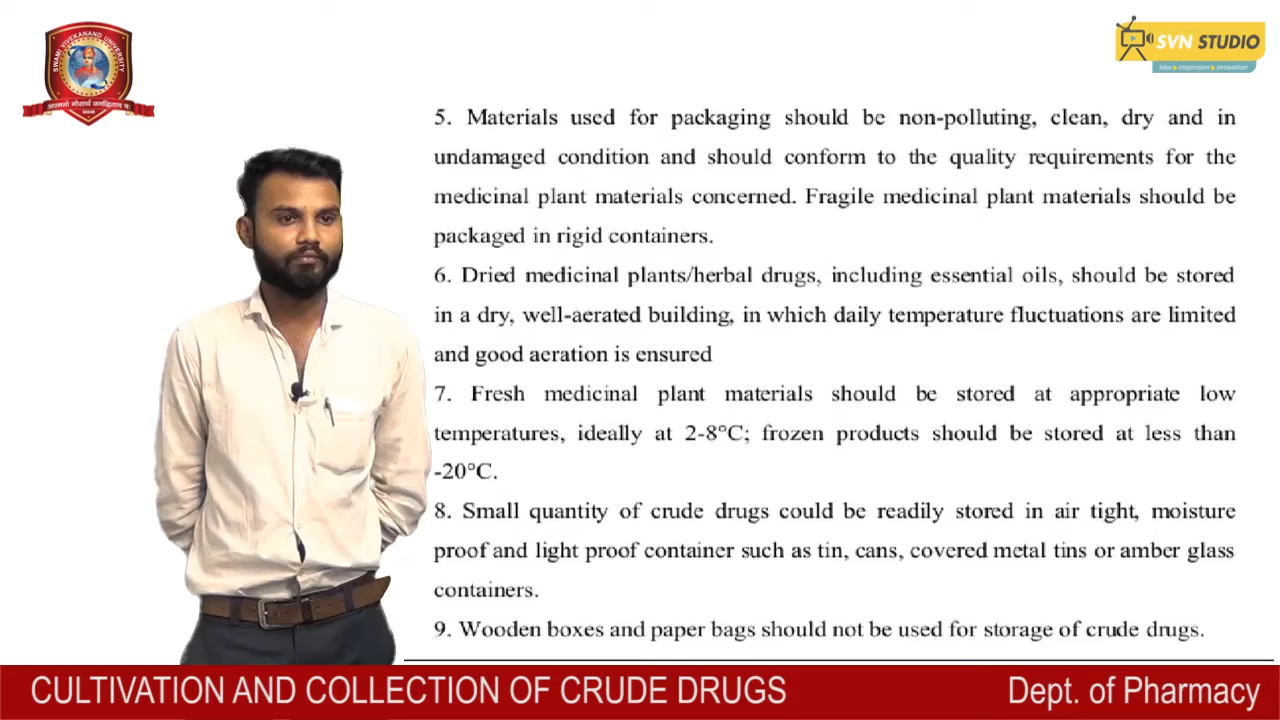 SWAMI VIVEKANAND UNIVERSITY
SVN STUDIO
idea inspiration innovation
5. Materials used for packaging should be non-polluting, clean, dry and in
undamaged condition and should conform to the quality requirements for the
medicinal plant materials concerned. Fragile medicinal plant materials should be
packaged in rigid containers.
6. Dried medicinal plants/herbal drugs, including essential oils, should be stored
in a dry, well-aerated building, in which daily temperature fluctuations are limited
and good aeration is ensured
7. Fresh medicinal plant materials should be stored at appropriate low
temperatures, ideally at 2-8°C; frozen products should be stored at less than
-20°C.
8. Small quantity of crude drugs could be readily stored in air tight, moisture
proof and light proof container such as tin, cans, covered metal tins or amber glass
containers.
9. Wooden boxes and paper bags should not be used for storage of crude drugs.
CULTIVATION AND COLLECTION OF CRUDE DRUGS
Dept. of Pharmacy